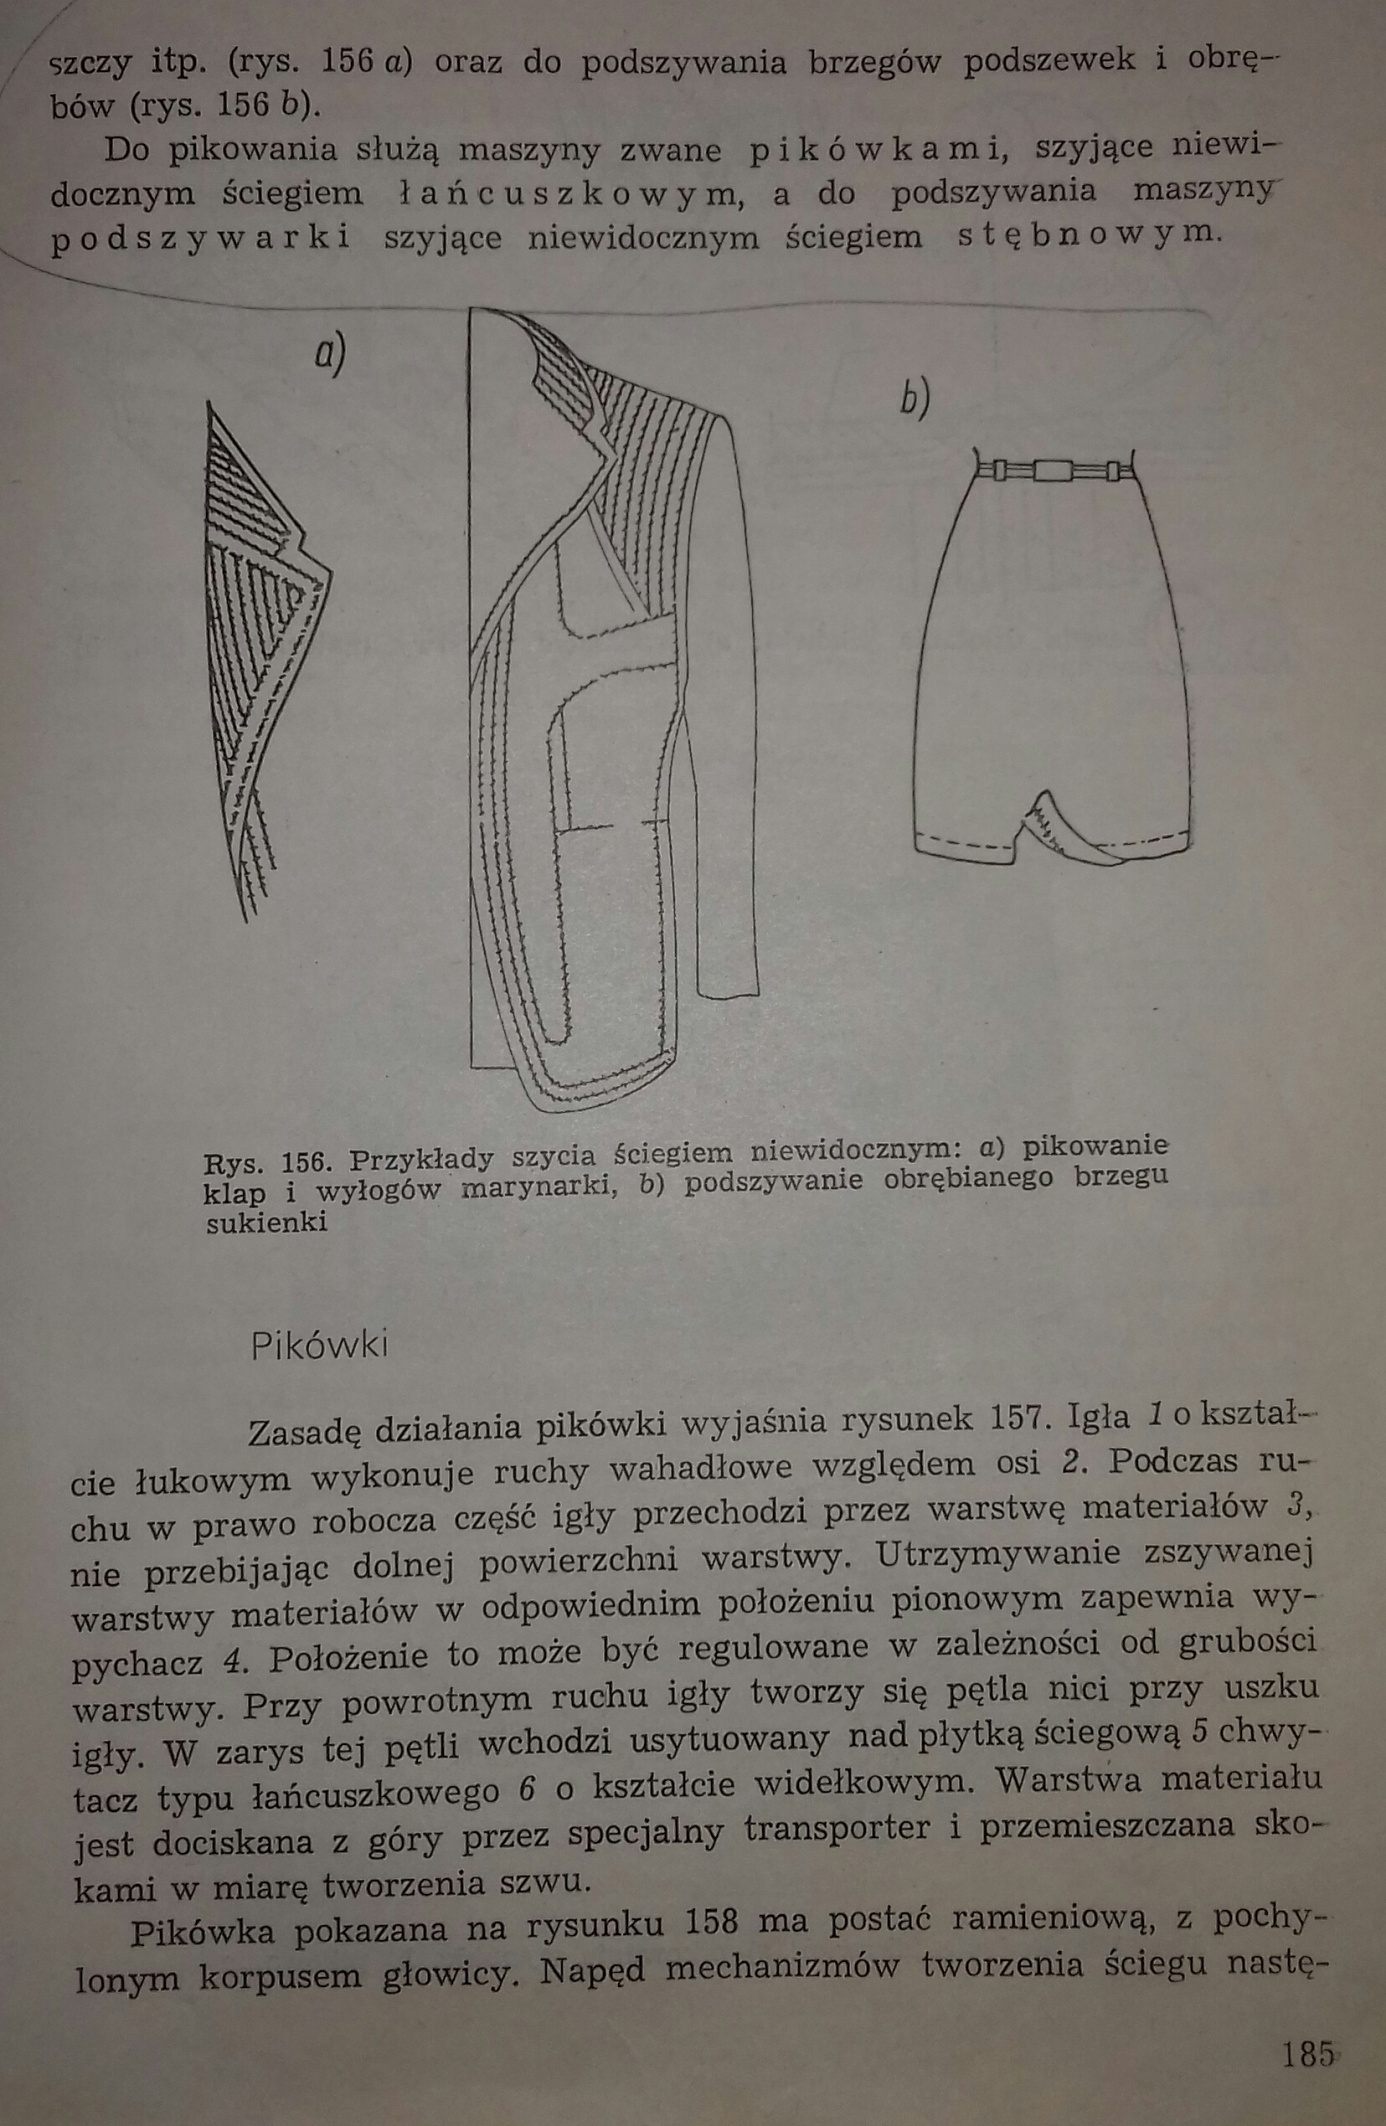 szczy itp. (rys. 156 a) oraz do podszywania brzegów podszewek i obrę-
bów (rys. 156 b).
Do pikowania służą maszyny zwane pikówkami, szyjące niewi-
docznym ściegiem łańcuszkowym, a do podszywania maszyny
podszywarki szyjące niewidocznym ściegiem stębnowym.
a)
b)
Rys. 156. Przykłady szycia ściegiem niewidocznym: a) pikowanie
klap i wyłogów marynarki, b) podszywanie obrębianego brzegu
sukienki
Pikówki
Zasadę działania pikówki wyjaśnia rysunek 157. Igła 1 o kształ-
cie łukowym wykonuje ruchy wahadłowe względem osi 2. Podczas ru-
chu w prawo robocza część igły przechodzi przez warstwę materiałów 3,
nie przebijając dolnej powierzchni warstwy. Utrzymywanie zszywanej
warstwy materiałów w odpowiednim położeniu pionowym zapewnia wy-
pychacz 4. Położenie to może być regulowane w zależności od grubości
warstwy. Przy powrotnym ruchu igły tworzy się pętla nici przy uszku
igły. W zarys tej pętli wchodzi usytuowany nad płytką ściegową 5 chwy-
tacz typu łańcuszkowego 6 o kształcie widełkowym. Warstwa materiału
jest dociskana z góry przez specjalny transporter i przemieszczana sko-
kami w miarę tworzenia szwu.
Pikówka pokazana na rysunku 158 ma postać ramieniową, z pochy-
lonym korpusem głowicy. Napęd mechanizmów tworzenia ściegu nastę-
185